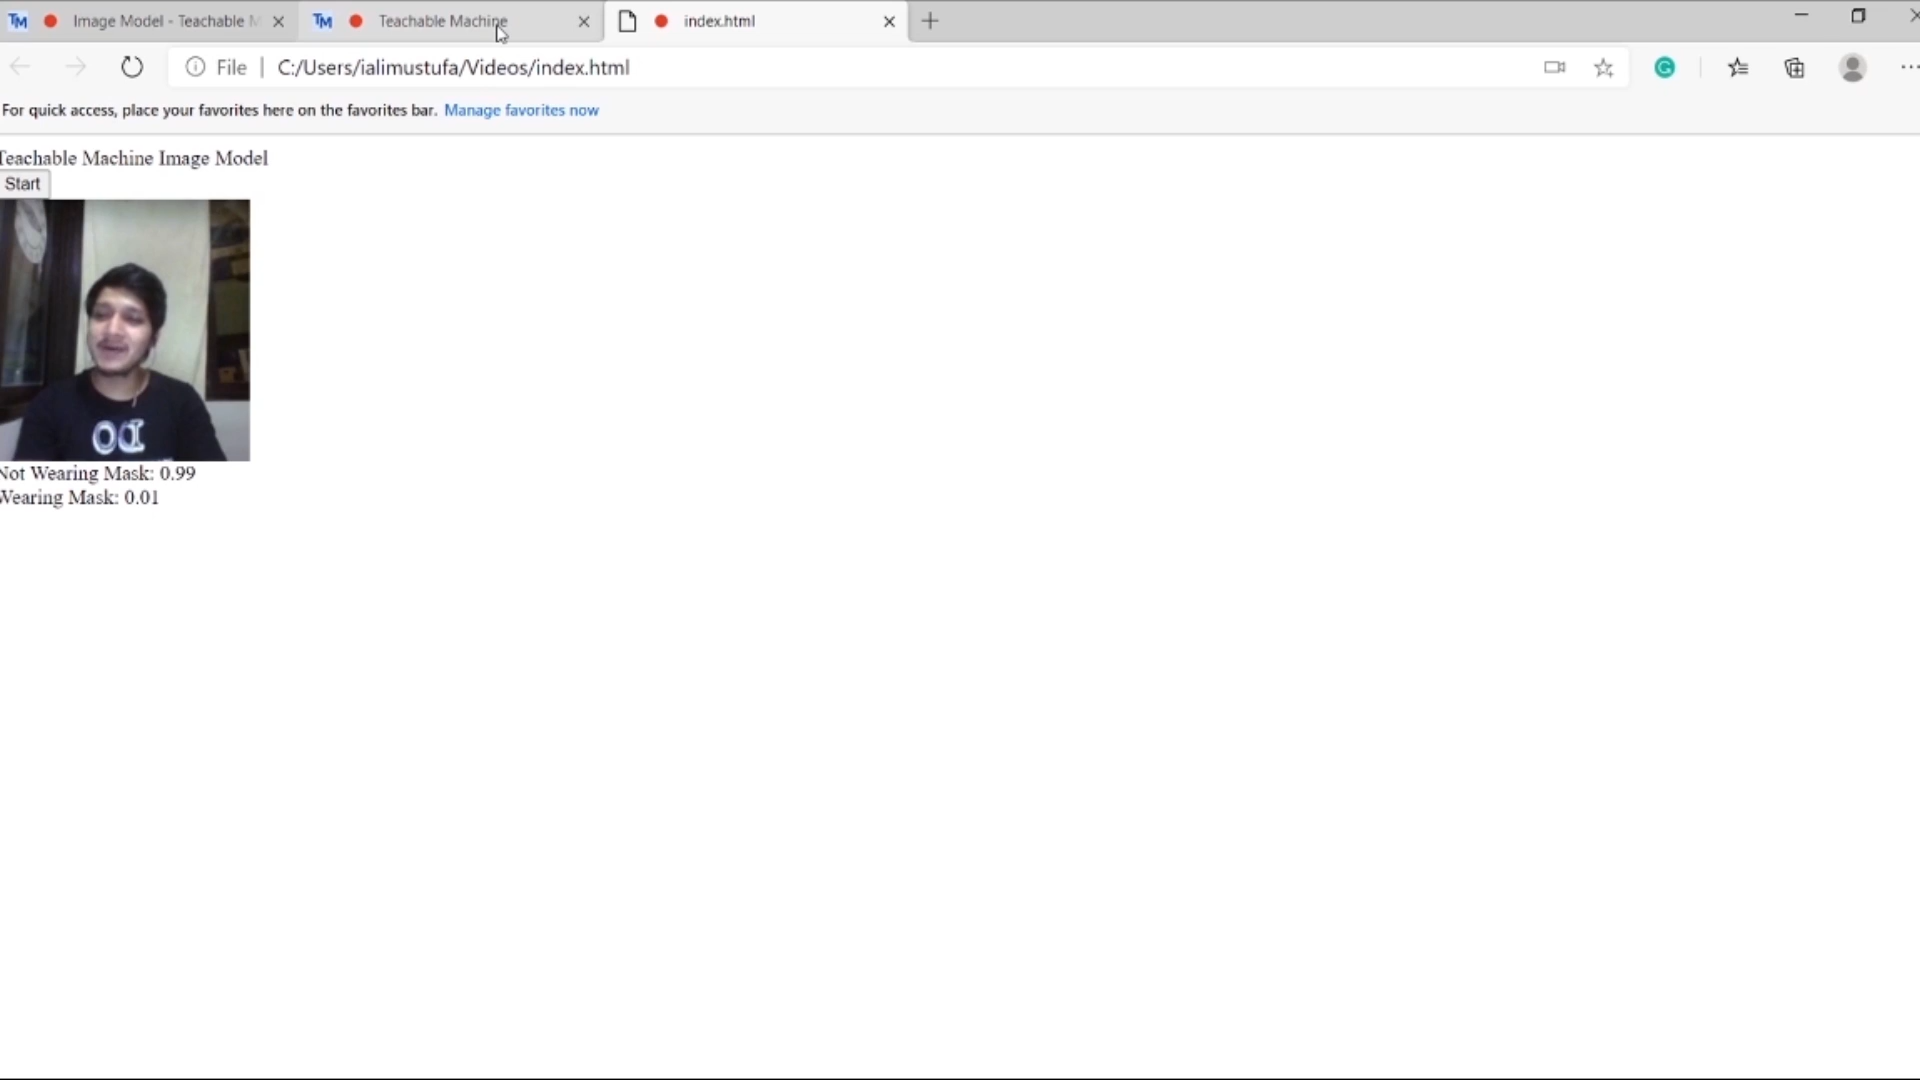 TM Image Model - Teachable M
TM Teachable Machine
index.html
File | C:/Users/ialimustufa/Videos/index.html
For quick access, place your favorites here on the favorites bar. Manage favorites now
Teachable Machine Image Model
Start
Not Wearing Mask: 0.99
Wearing Mask: 0.01